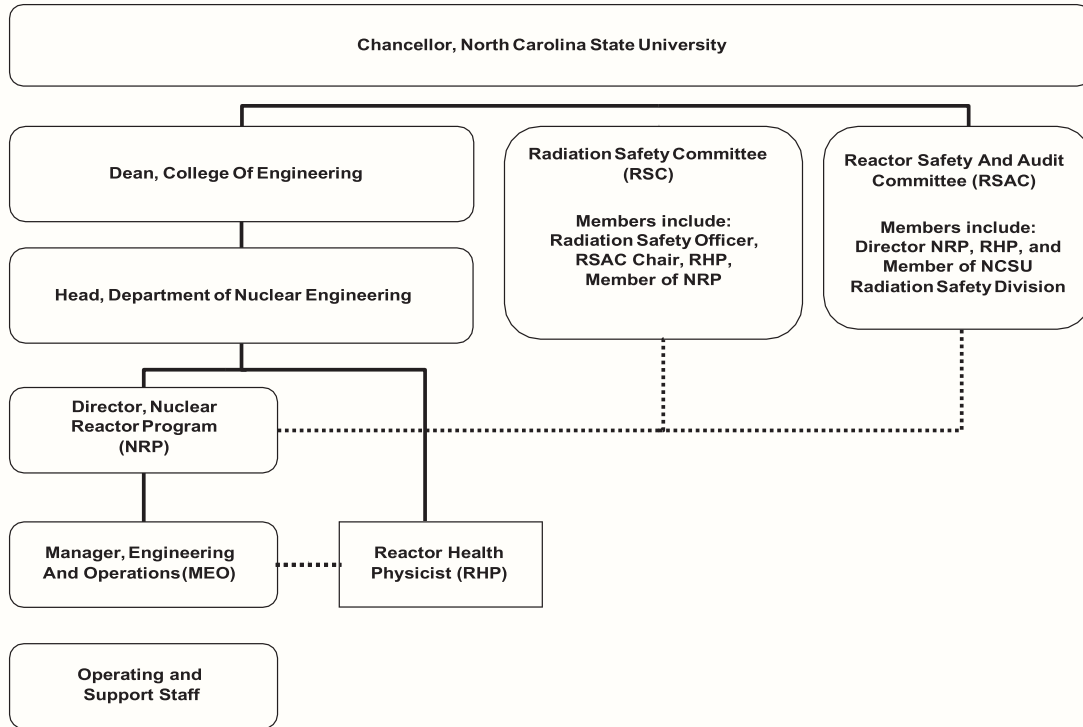 Chancellor, North Carolina State University
Dean, College Of Engineering
Radiation Safety Committee
(RSC)
Members include:
Radiation Safety Officer,
RSAC Chair, RHP,
Member of NRP
Reactor Safety And Audit
Committee (RSAC)
Members include:
Director NRP, RHP, and
Member of NCSU
Radiation Safety Division
Head, Department of Nuclear Engineering
Director, Nuclear
Reactor Program
(NRP)
Manager, Engineering
And Operations (MEO)
Reactor Health
Physicist (RHP)
Operating and
Support Staff